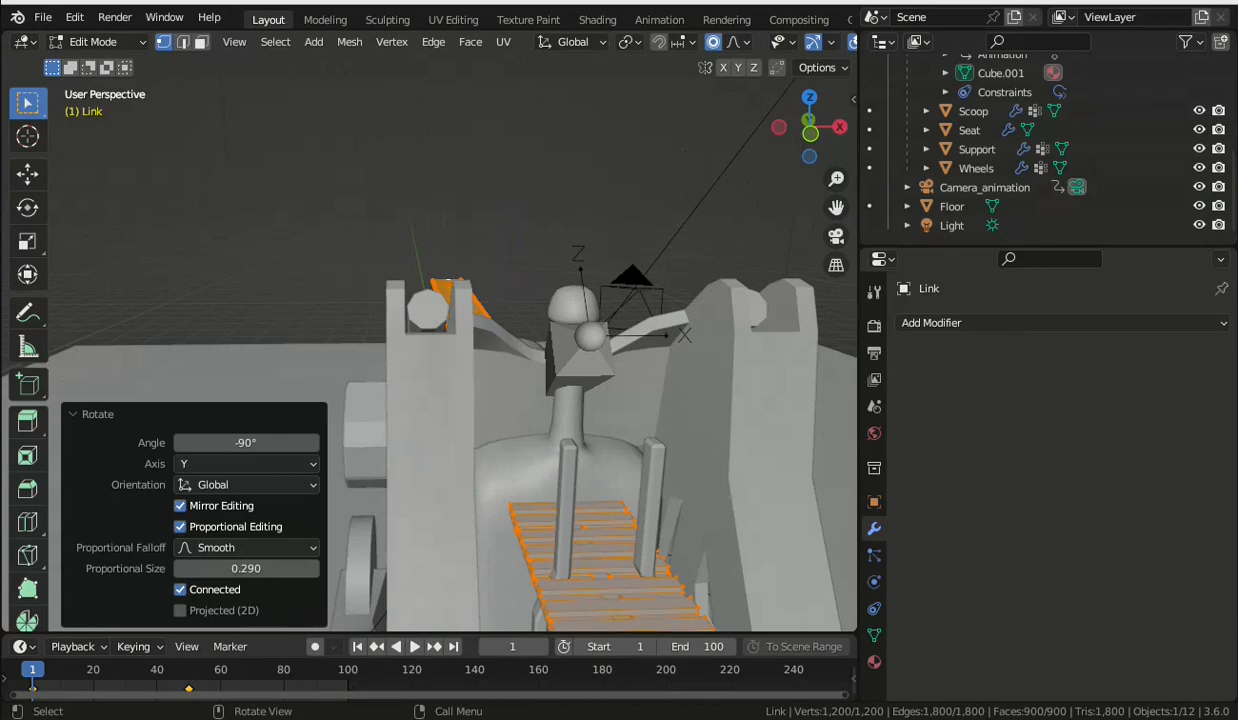 File Edit Render Window Help Layout Modeling Sculpting UV Editing Texture Paint Shading Animation Rendering Compositing Scene ViewLayer
Edit Mode View Select Add Mesh Vertex Edge Face UV Global
X Y Z Options
User Perspective
(1) Link
Z
X
Y
Z
X
Rotate
Angle -90°
Axis Y
Orientation Global
Mirror Editing
Proportional Editing
Proportional Falloff Smooth
Proportional Size 0.290
Connected
Projected (2D)
Animation
Cube.001
Constraints
Scoop
Seat
Support
Wheels
Camera_animation
Floor
Light
Link
Add Modifier
Playback Keying View Marker 1 Start 1 End 100 To Scene Range
1 20 40 60 80 100 120 140 160 180 200 220 240
Select Rotate View Call Menu Link | Verts:1,200/1,200 | Edges:1,800/1,800 | Faces:900/900 | Tris:1,800 | Objects:1/12 | 3.6.0